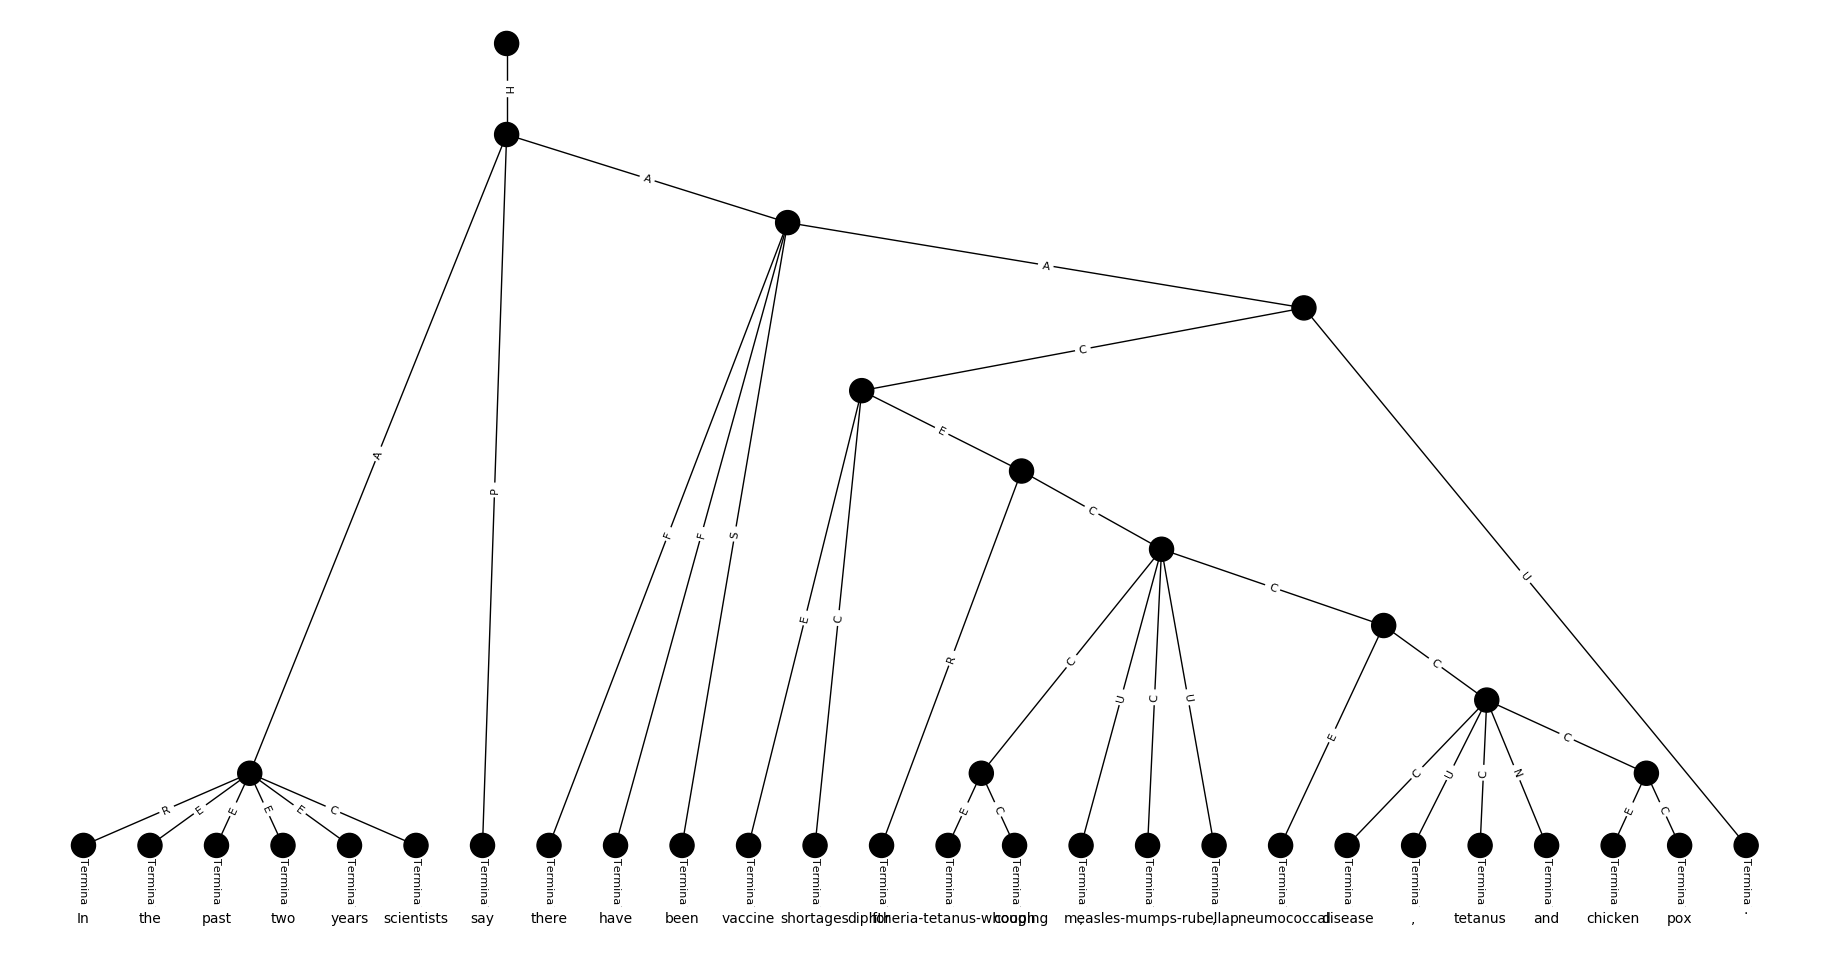 H
A
A
C
E
C
C
U
C
A
P
F
F
S
E
C
R
C
U
C
U
E
C
C
R E E E E C E C C U C N E C
Termina Termina Termina Termina Termina Termina Termina Termina Termina Termina Termina Termina Termina Termina Termina Termina Termina Termina Termina Termina Termina Termina Termina Termina Termina Termina
In the past two years scientists say there have been vaccine shortages for diphtheria-tetanus-whooping cough , measles-mumps-rubella , pneumococcal disease , tetanus and chicken pox .